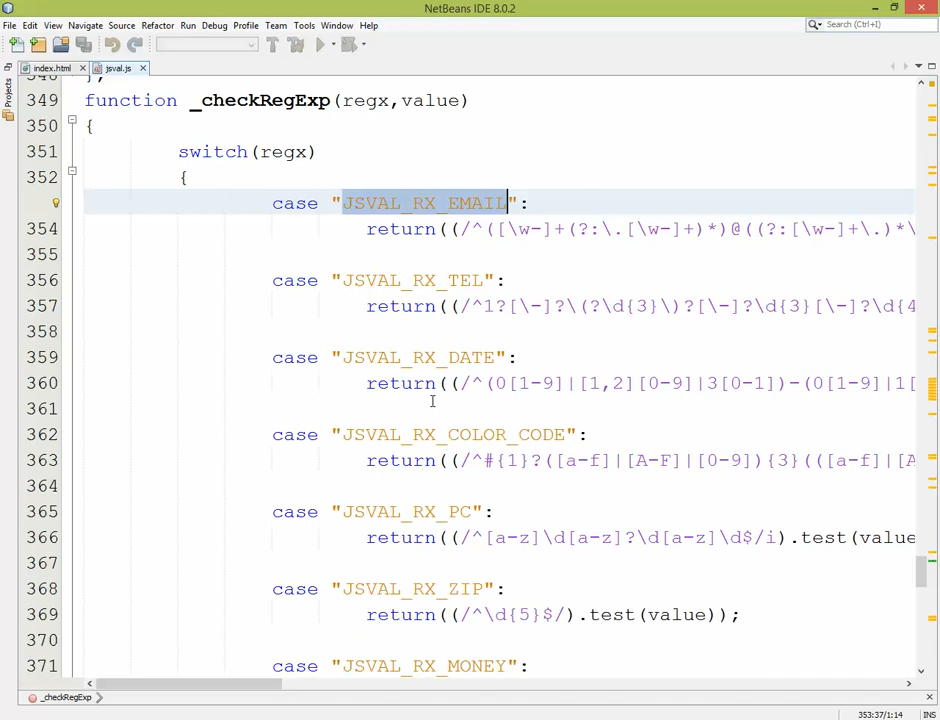 NetBeans IDE 8.0.2
File Edit View Navigate Source Refactor Run Debug Profile Team Tools Window Help
Search (Ctrl+I)
index.html
jsval.js
Projects
348 };
349 function _checkRegExp(regx,value)
350 {
351 switch(regx)
352 {
case "JSVAL_RX_EMAIL":
354 return((/^([\w-]+(?:\.[\w-]+)*)@((?:[\w-]+\.)*\
355
356 case "JSVAL_RX_TEL":
357 return((/^1?[\-]?\(?\d{3}\)?[\-]?\d{3}[\-]?\d{4
358
359 case "JSVAL_RX_DATE":
360 return((/^(0[1-9]|[1,2][0-9]|3[0-1])-(0[1-9]|1[
361
362 case "JSVAL_RX_COLOR_CODE":
363 return((/^#{1}?([a-f]|[A-F]|[0-9]){3}(([a-f]|[A
364
365 case "JSVAL_RX_PC":
366 return((/^[a-z]\d[a-z]?\d[a-z]\d$/i).test(value
367
368 case "JSVAL_RX_ZIP":
369 return((/^\d{5}$/).test(value));
370
371 case "JSVAL_RX_MONEY":
_checkRegExp
353:37/1:14
INS